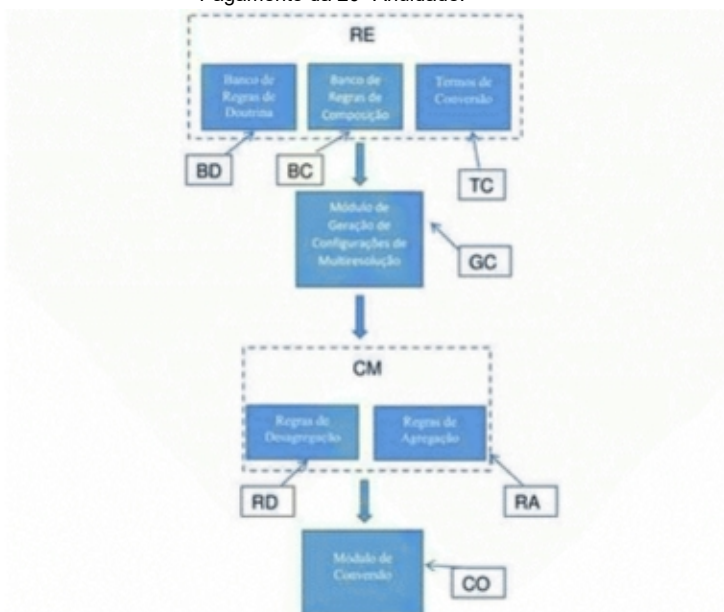 Pagamento da 20ª Anuidade.
RE
Banco de
Regras de
Doutrina
Banco de
Regras de
Composição
Termos de
Conversão
BD
BC
TC
Módulo de
Geração de
Configurações de
Multiresolução
GC
CM
Regras de
Desagregação
Regras de
Agregação
RD
RA
Módulo de
Conversão
CO